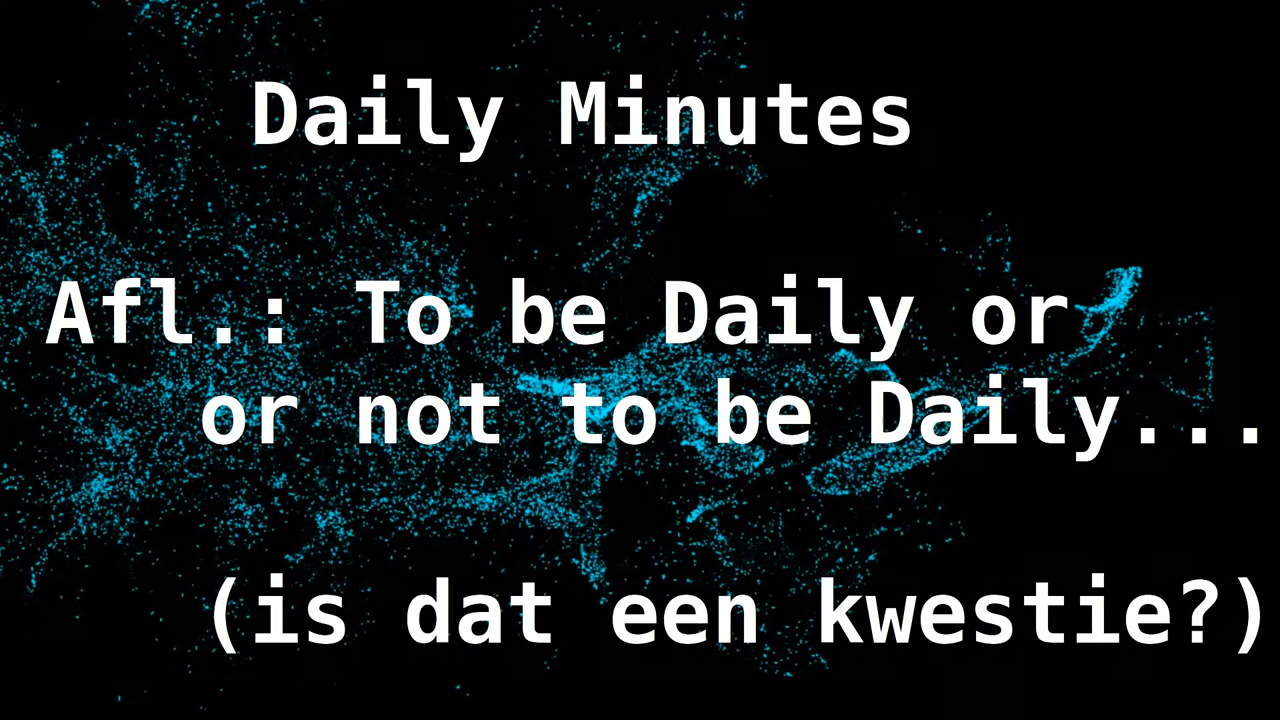 Daily Minutes
Afl.: To be Daily or
or not to be Daily...
(is dat een kwestie?)